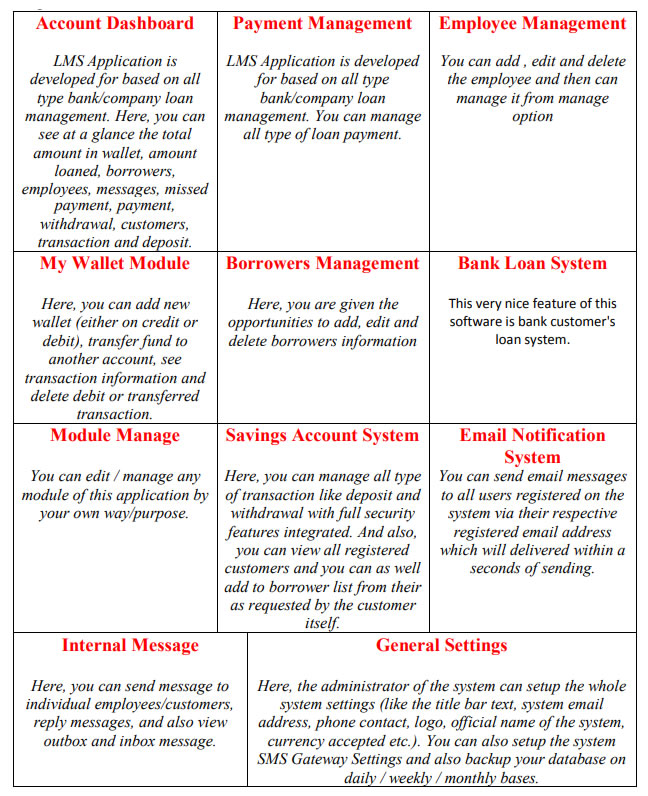 Account Dashboard
LMS Application is
developed for based on all
type bank/company loan
management. Here, you can
see at a glance the total
amount in wallet, amount
loaned, borrowers,
employees, messages, missed
payment, payment,
withdrawal, customers,
transaction and deposit.
Payment Management
LMS Application is developed
for based on all type
bank/company loan
management. You can manage
all type of loan payment.
Employee Management
You can add , edit and delete
the employee and then can
manage it from manage
option
My Wallet Module
Here, you can add new
wallet (either on credit or
debit), transfer fund to
another account, see
transaction information and
delete debit or transferred
transaction.
Borrowers Management
Here, you are given the
opportunities to add, edit and
delete borrowers information
Bank Loan System
This very nice feature of this
software is bank customer's
loan system.
Module Manage
You can edit / manage any
module of this application by
your own way/purpose.
Savings Account System
Here, you can manage all type
of transaction like deposit and
withdrawal with full security
features integrated. And also,
you can view all registered
customers and you can as well
add to borrower list from their
as requested by the customer
itself.
Email Notification
System
You can send email messages
to all users registered on the
system via their respective
registered email address
which will delivered within a
seconds of sending.
Internal Message
Here, you can send message to
individual employees/customers,
reply messages, and also view
outbox and inbox message.
General Settings
Here, the administrator of the system can setup the whole
system settings (like the title bar text, system email
address, phone contact, logo, official name of the system,
currency accepted etc.). You can also setup the system
SMS Gateway Settings and also backup your database on
daily / weekly / monthly bases.